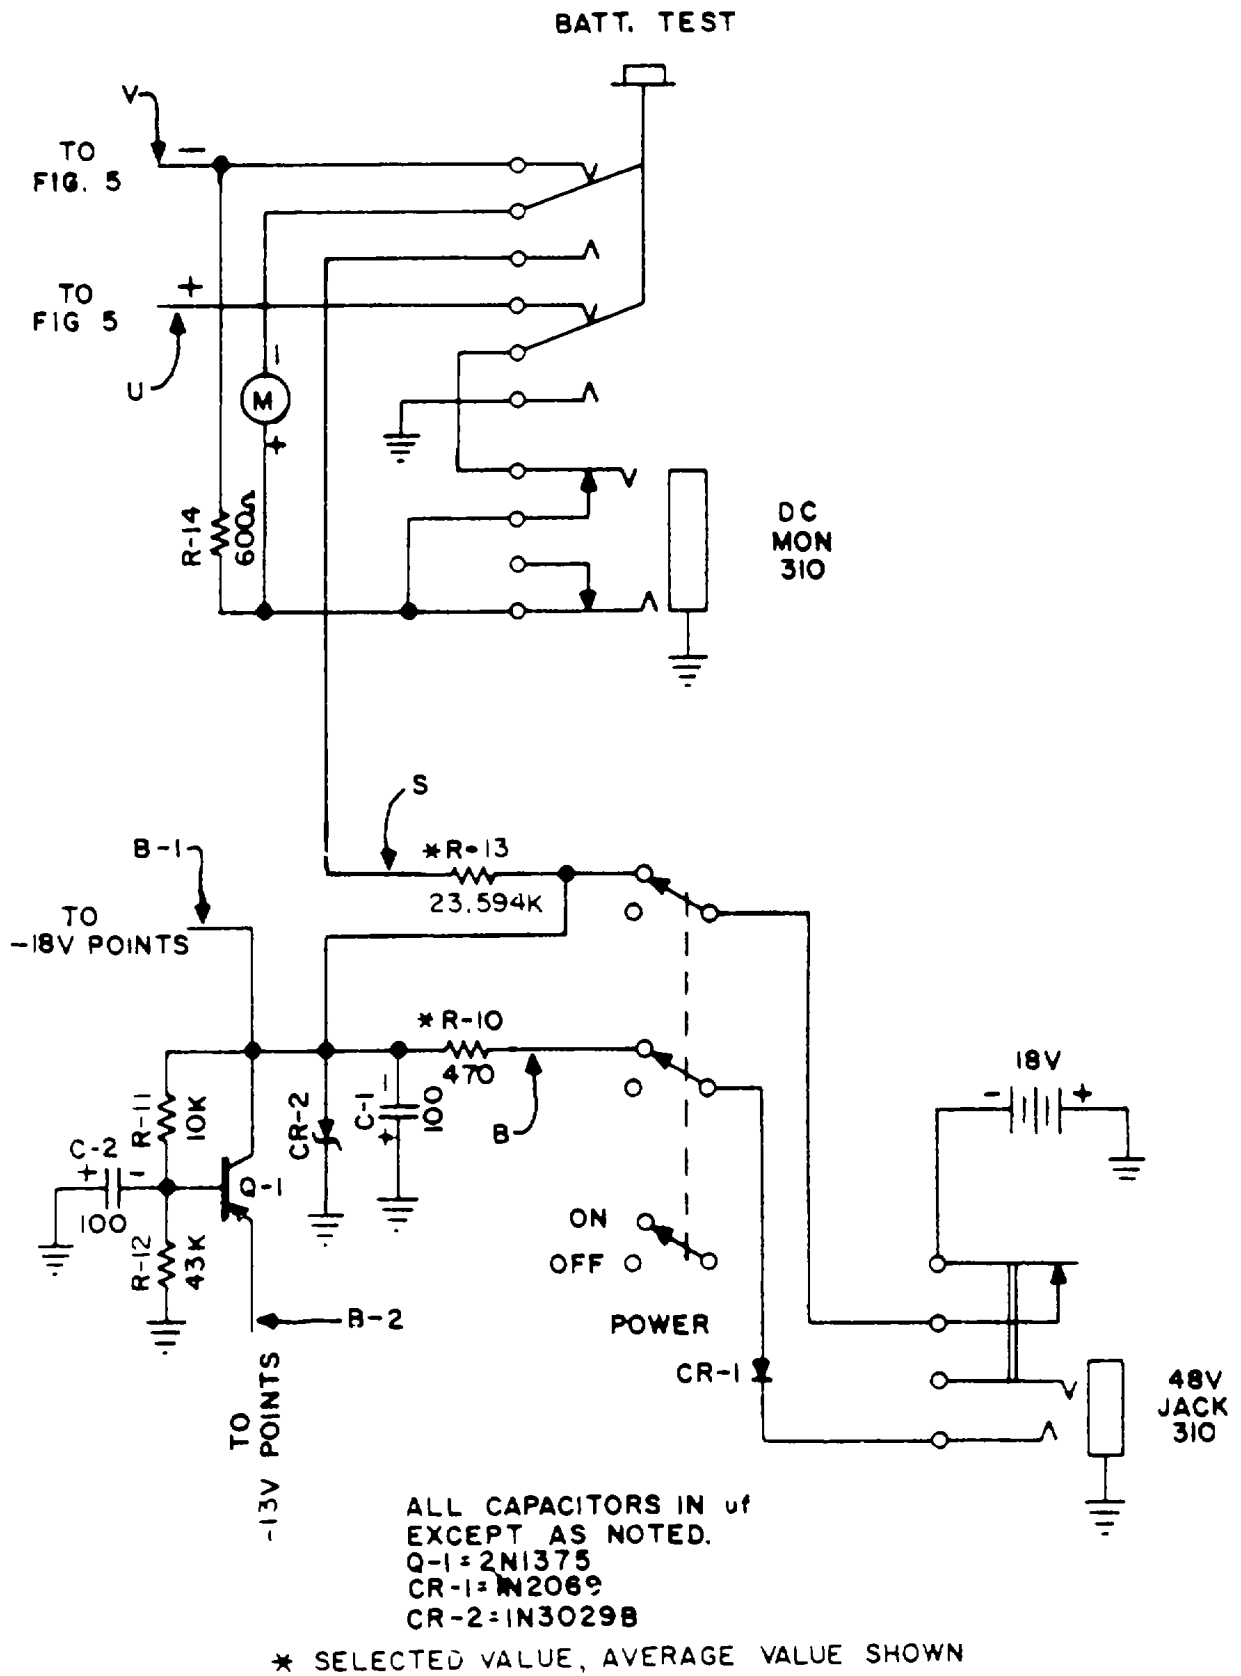 BATT. TEST
V
TO
FIG. 5
−
TO
FIG 5
+
U
−
M
+
R-14
600Ω
DC
MON
310
S
B-1
*R-13
23.594K
TO
-18V POINTS
*R-10
470
B
18V
-
+
R-11
10K
C-2
+
-
100
Q-1
R-12
43K
CR-2
C-1
-
+
100
ON
OFF
POWER
B-2
TO
-13V POINTS
CR-1
48V
JACK
310
ALL CAPACITORS IN uf
EXCEPT AS NOTED.
Q-1=2N1375
CR-1=1N2069
CR-2=1N3029B
* SELECTED VALUE, AVERAGE VALUE SHOWN